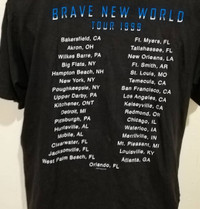 BRAVE NEW WORLD
TOUR 1999
Bakersfield, CA
Akron, OH
Wilkes Barre, PA
Big Flats, NY
Hampton Beach, NH
New York, NY
Poughkeepsie, NY
Upper Darby, PA
Kitchener, ONT
Detroit, MI
Pittsburgh, PA
Huntsville, AL
Mobile, AL
Clearwater, FL
Jacksonville, FL
West Palm Beach, FL
Orlando, FL
Ft. Myers, FL
Tallahassee, FL
New Orleans, LA
Ft. Smith, AR
St. Louis, MO
Temecula, CA
San Francisco, CA
Los Angeles, CA
Kelseyville, CA
Redmond, OR
Chicago, IL
Waterloo, IA
Merrillville, IN
Mt. Pleasant, MI
Louisville, KY
Atlanta, GA